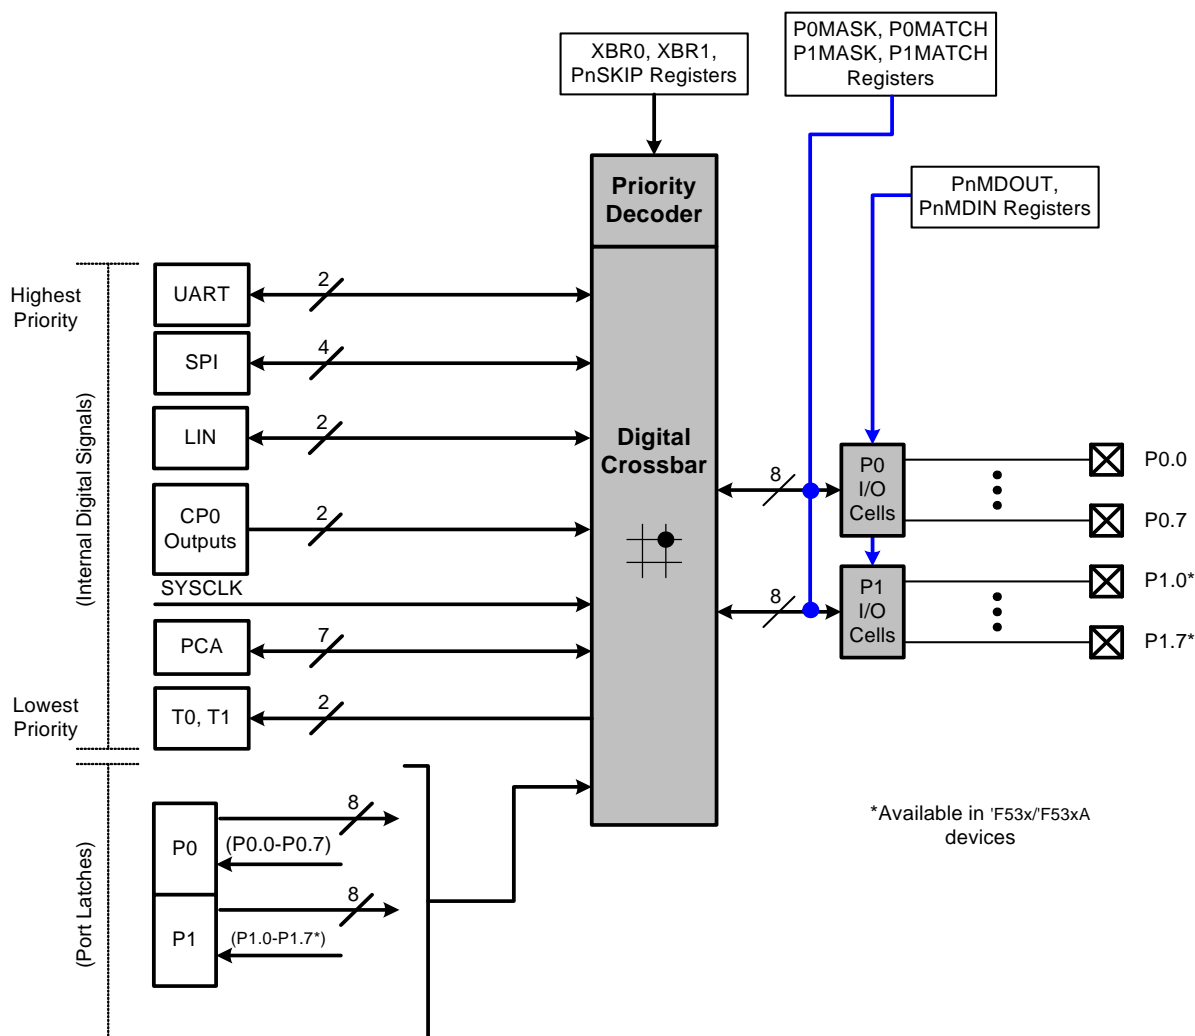 XBR0, XBR1,
PnSKIP Registers
P0MASK, P0MATCH
P1MASK, P1MATCH
Registers
PnMDOUT,
PnMDIN Registers
Priority
Decoder
Highest
Priority
(Internal Digital Signals)
UART
2
SPI
4
LIN
2
CP0
Outputs
2
SYSCLK
PCA
7
Lowest
Priority
T0, T1
2
Digital
Crossbar
8
P0
I/O
Cells
P0.0
P0.7
8
P1
I/O
Cells
P1.0*
P1.7*
(Port Latches)
P0
8
(P0.0-P0.7)
P1
8
(P1.0-P1.7*)
*Available in 'F53x/'F53xA
devices